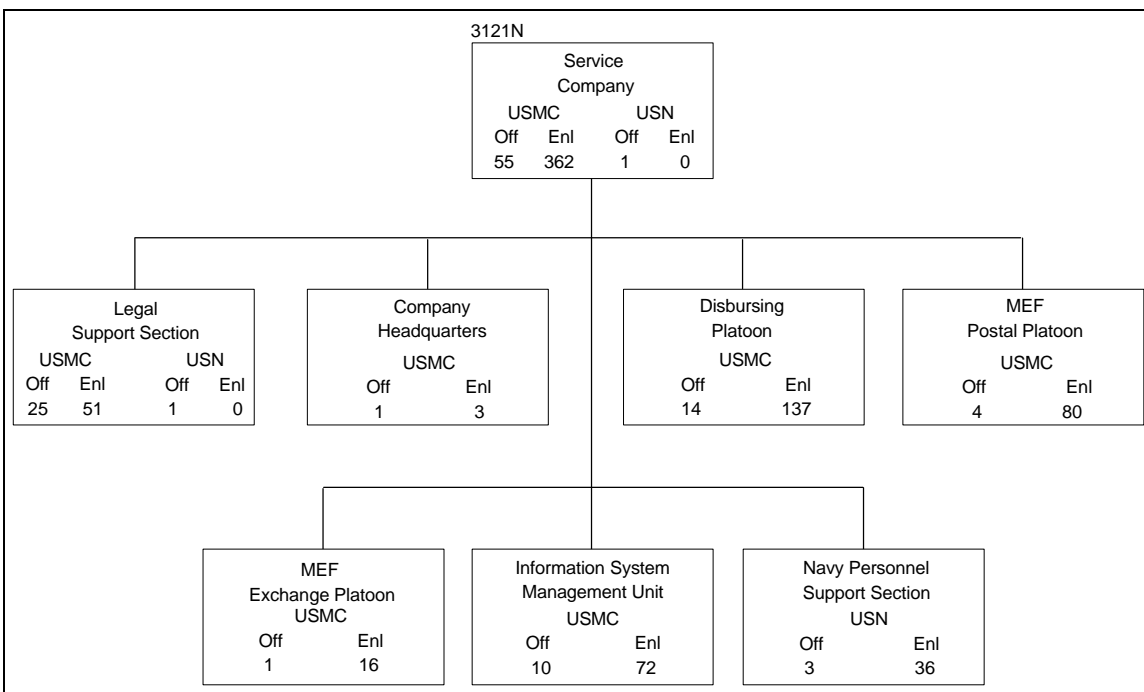 3121N
Service
Company
USMC USN
Off Enl Off Enl
55 362 1 0
Legal
Support Section
USMC USN
Off Enl Off Enl
25 51 1 0
Company
Headquarters
USMC
Off Enl
1 3
Disbursing
Platoon
USMC
Off Enl
14 137
MEF
Postal Platoon
USMC
Off Enl
4 80
MEF
Exchange Platoon
USMC
Off Enl
1 16
Information System
Management Unit
USMC
Off Enl
10 72
Navy Personnel
Support Section
USN
Off Enl
3 36